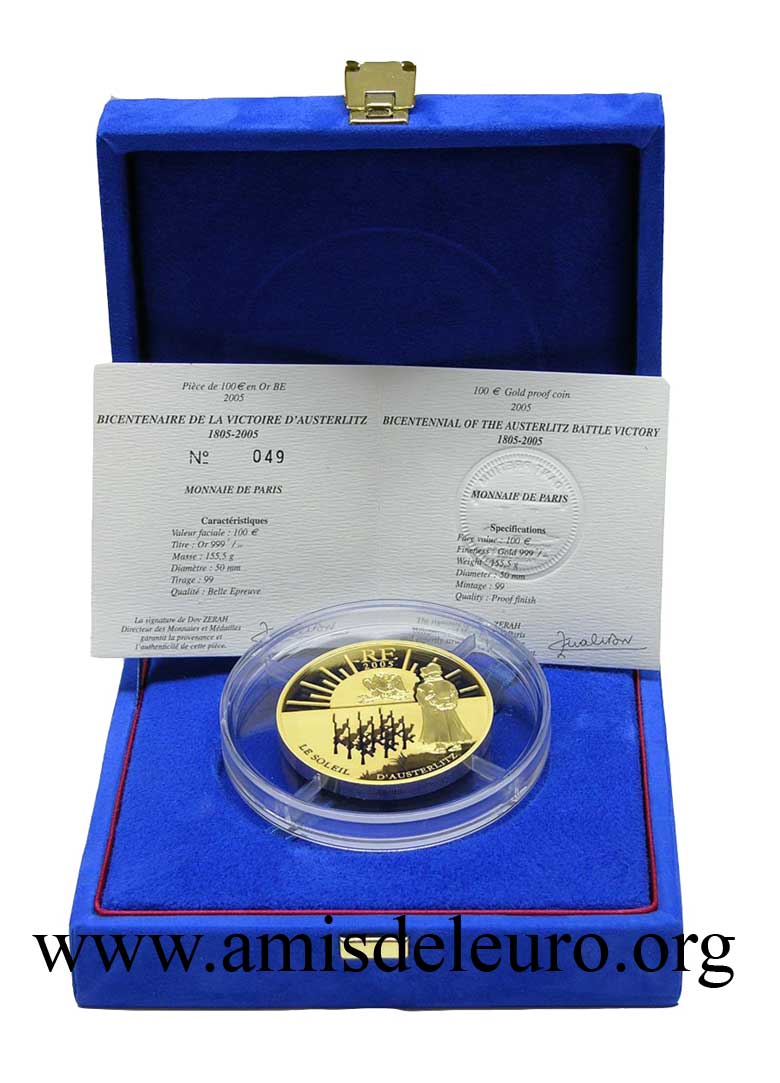 Pièce de 100 € en Or BE
2005
BICENTENAIRE DE LA VICTOIRE D'AUSTERLITZ
1805-2005
Nº 049
MONNAIE DE PARIS
Caractéristiques
Valeur faciale : 100 €
Titre : Or 999
Masse : 155,5 g
Diamètre : 50 mm
Tirage : 99
Qualité : Belle Epreuve
La signature de Dov ZERAH
Directeur des Monnaies et Médailles
garantit la provenance et
l'authenticité de cette pièce.
100 € Gold proof coin
2005
BICENTENNIAL OF THE AUSTERLITZ BATTLE VICTORY
1805-2005
MONNAIE DE PARIS
Specifications
Face value : 100 €
Fineness : Gold 999
Weight : 155,5 g
Diameter : 50 mm
Mintage : 99
Quality : Proof finish
ZERAH
RF
2005
LE SOLEIL D'AUSTERLITZ
www.amisdeleuro.org